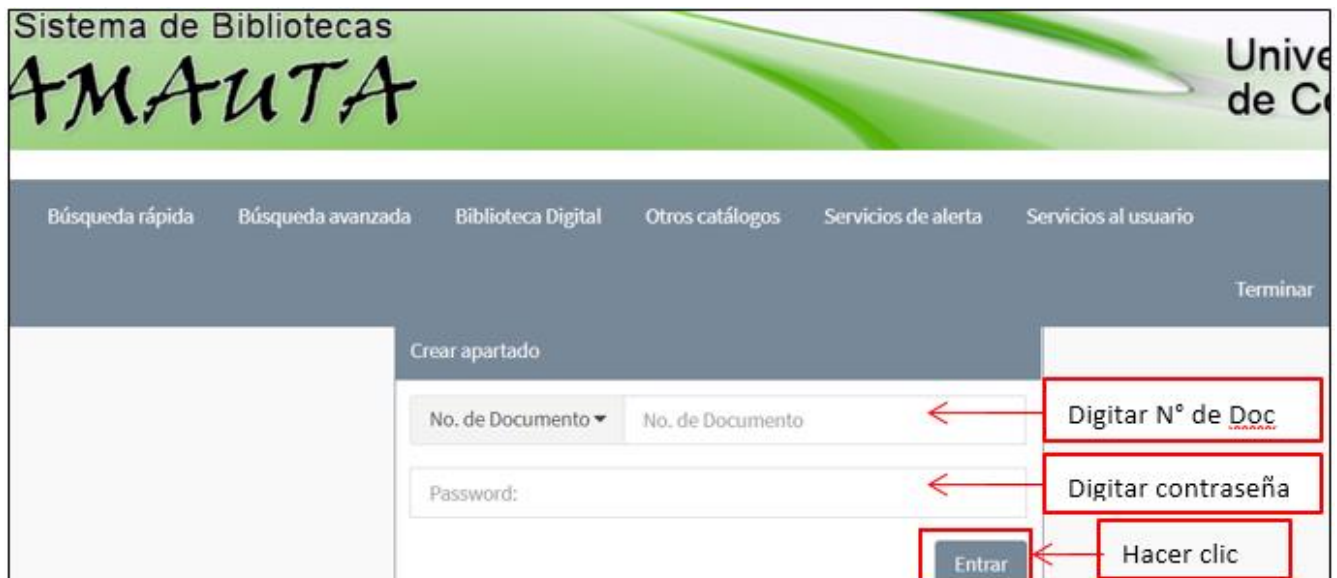 Sistema de Bibliotecas
AMAUTA
Unive
de Co
Búsqueda rápida Búsqueda avanzada Biblioteca Digital Otros catálogos Servicios de alerta Servicios al usuario
Terminar
Crear apartado
No. de Documento No. de Documento
Digitar N° de Doc
Password:
Digitar contraseña
Entrar
Hacer clic